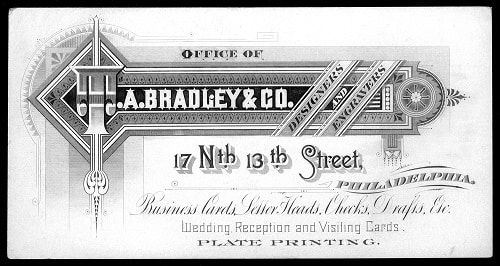 OFFICE OF
H.A. BRADLEY & CO.
DESIGNERS
AND
ENGRAVERS
17 Nth 13th Street,
PHILADELPHIA.
Business Cards, Letter Heads, Checks, Drafts, Etc.
Wedding, Reception and Visiting Cards.
PLATE PRINTING.